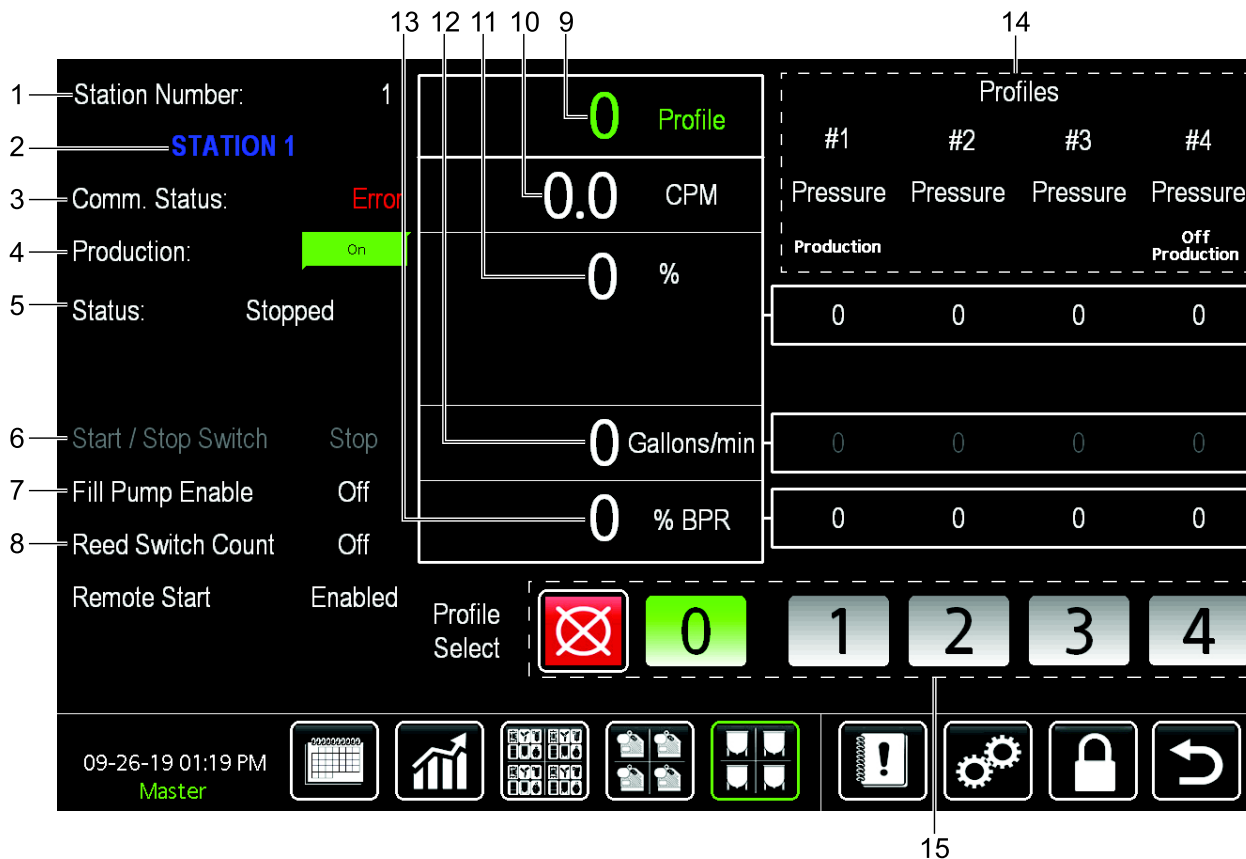 13 12 11 10 9 14
1 Station Number: 1
2 STATION 1
3 Comm. Status: Error
4 Production: On
5 Status: Stopped
6 Start / Stop Switch Stop
7 Fill Pump Enable Off
8 Reed Switch Count Off
Remote Start Enabled
0 Profile
0.0 CPM
0 %
0 Gallons/min
0 % BPR
Profiles
#1 #2 #3 #4
Pressure Pressure Pressure Pressure
Production Off
Production
0 0 0 0
0 0 0 0
0 0 0 0
Profile
Select
0 1 2 3 4
09-26-19 01:19 PM
Master
15